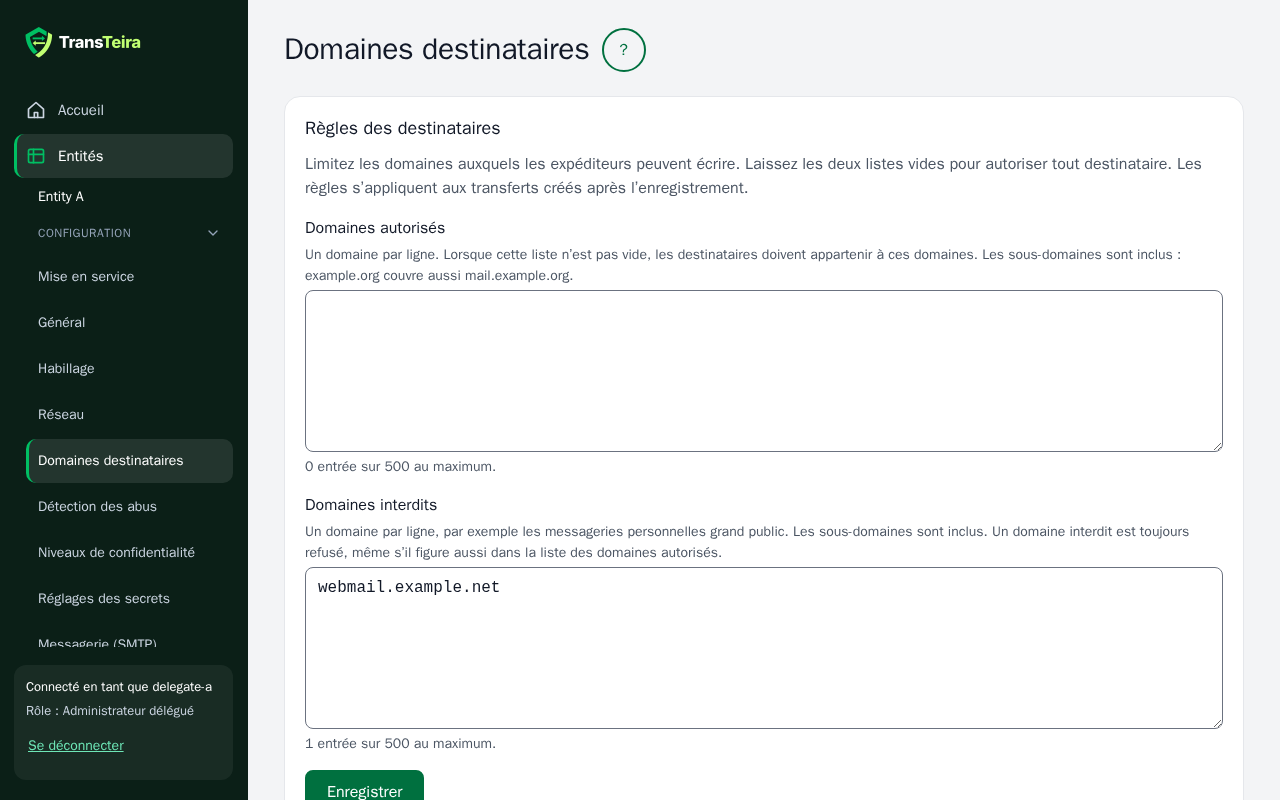 TransTeira
Accueil
Entités
Entity A
CONFIGURATION
Mise en service
Général
Habillage
Réseau
Domaines destinataires
Détection des abus
Niveaux de confidentialité
Réglages des secrets
Messagerie (SMTP)
Connecté en tant que delegate-a
Rôle : Administrateur délégué
Se déconnecter
Domaines destinataires ?
Règles des destinataires
Limitez les domaines auxquels les expéditeurs peuvent écrire. Laissez les deux listes vides pour autoriser tout destinataire. Les
règles s'appliquent aux transferts créés après l'enregistrement.
Domaines autorisés
Un domaine par ligne. Lorsque cette liste n'est pas vide, les destinataires doivent appartenir à ces domaines. Les sous-domaines sont inclus :
example.org couvre aussi mail.example.org.
0 entrée sur 500 au maximum.
Domaines interdits
Un domaine par ligne, par exemple les messageries personnelles grand public. Les sous-domaines sont inclus. Un domaine interdit est toujours
refusé, même s'il figure aussi dans la liste des domaines autorisés.
webmail.example.net
1 entrée sur 500 au maximum.
Enregistrer